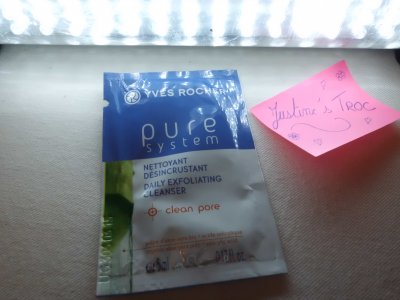 YVES ROCHER
pure
system
NETTOYANT
DÉSINCRUSTANT
DAILY EXFOLIATING
CLEANSER
clean pore
Justine's Troc